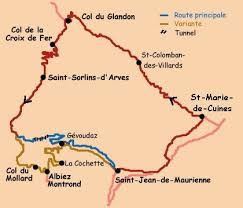 Col du Glandon
Route principale
Variante
Tunnel
Col de la
Croix de Fer
St-Colomban-
des-Villards
Saint-Sorlins-d'Arves
St-Marie-
de-Cuines
Gévoudaz
La Cochette
Col du
Mollard
Albiez
Montrond
Saint-Jean-de-Maurienne